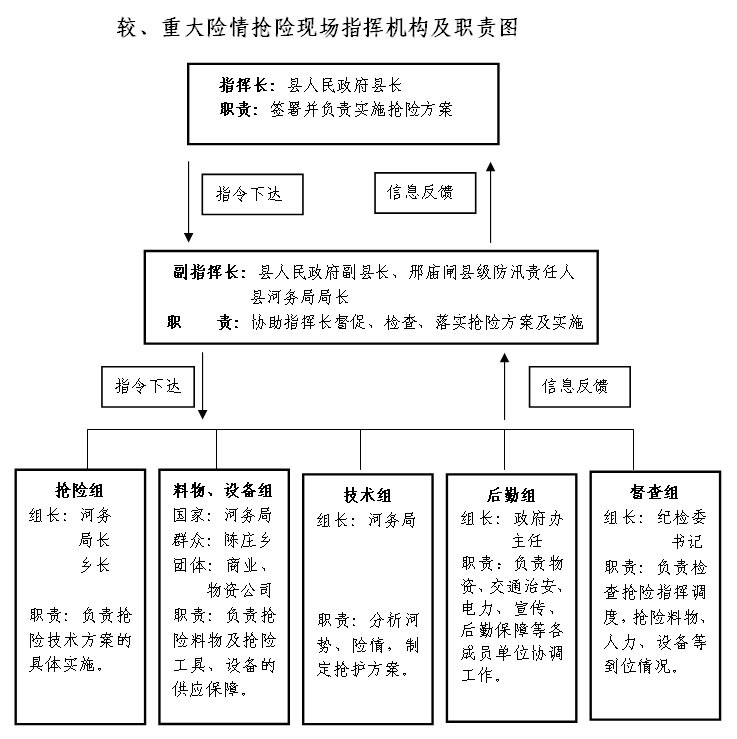 较、重大险情抢险现场指挥机构及职责图
指挥长：县人民政府县长
职责：签署并负责实施抢险方案
指令下达
信息反馈
副指挥长：县人民政府副县长、邢庙闸县级防汛责任人
县河务局局长
职　　责：协助指挥长督促、检查、落实抢险方案及实施
指令下达
信息反馈
抢险组
组长：河务
局长
乡长
职责：负责抢
险技术方案的
具体实施。
料物、设备组
国家：河务局
群众：陈庄乡
团体：商业、
物资公司
职责：负责抢
险料物及抢险
工具、设备的
供应保障。
技术组
组长：河务局
职责：分析河
势、险情，制
定抢护方案。
后勤组
组长：政府办
主任
职责：负责物
资、交通治安、
电力、宣传、
后勤保障等各
成员单位协调
工作。
督查组
组长：纪检委
书记
职责：负责检
查抢险指挥调
度，抢险料物、
人力、设备等
到位情况。